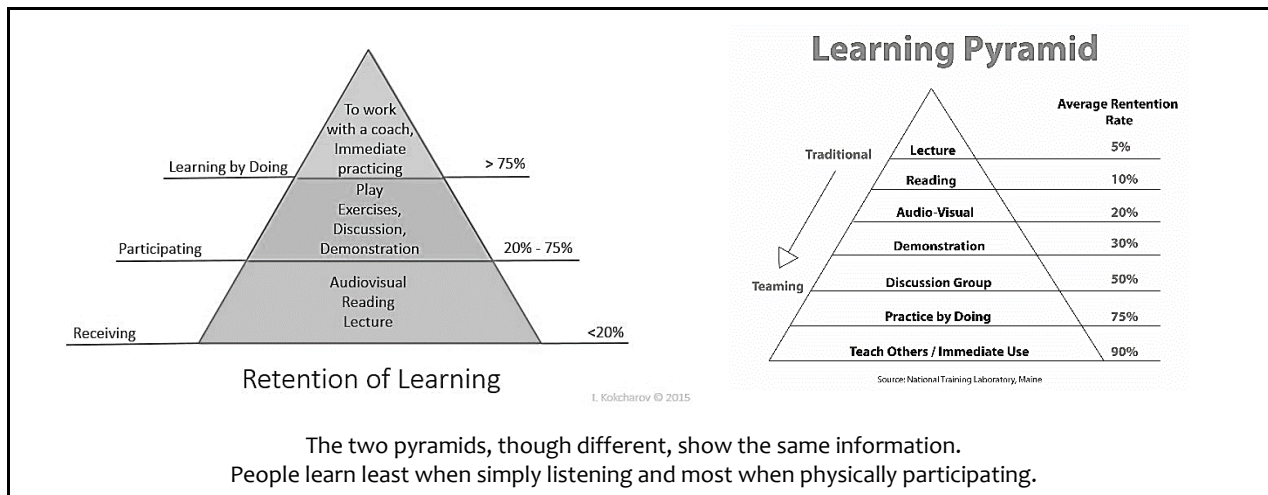 To work
with a coach,
Immediate
practicing
Learning by Doing
> 75%
Play
Exercises,
Discussion,
Demonstration
Participating
20% - 75%
Audiovisual
Reading
Lecture
Receiving
<20%
Retention of Learning
I. Kokcharov © 2015
Learning Pyramid
Average Rentention
Rate
Traditional
Lecture
5%
Reading
10%
Audio-Visual
20%
Demonstration
30%
Teaming
Discussion Group
50%
Practice by Doing
75%
Teach Others / Immediate Use
90%
Source: National Training Laboratory, Maine
The two pyramids, though different, show the same information.
People learn least when simply listening and most when physically participating.